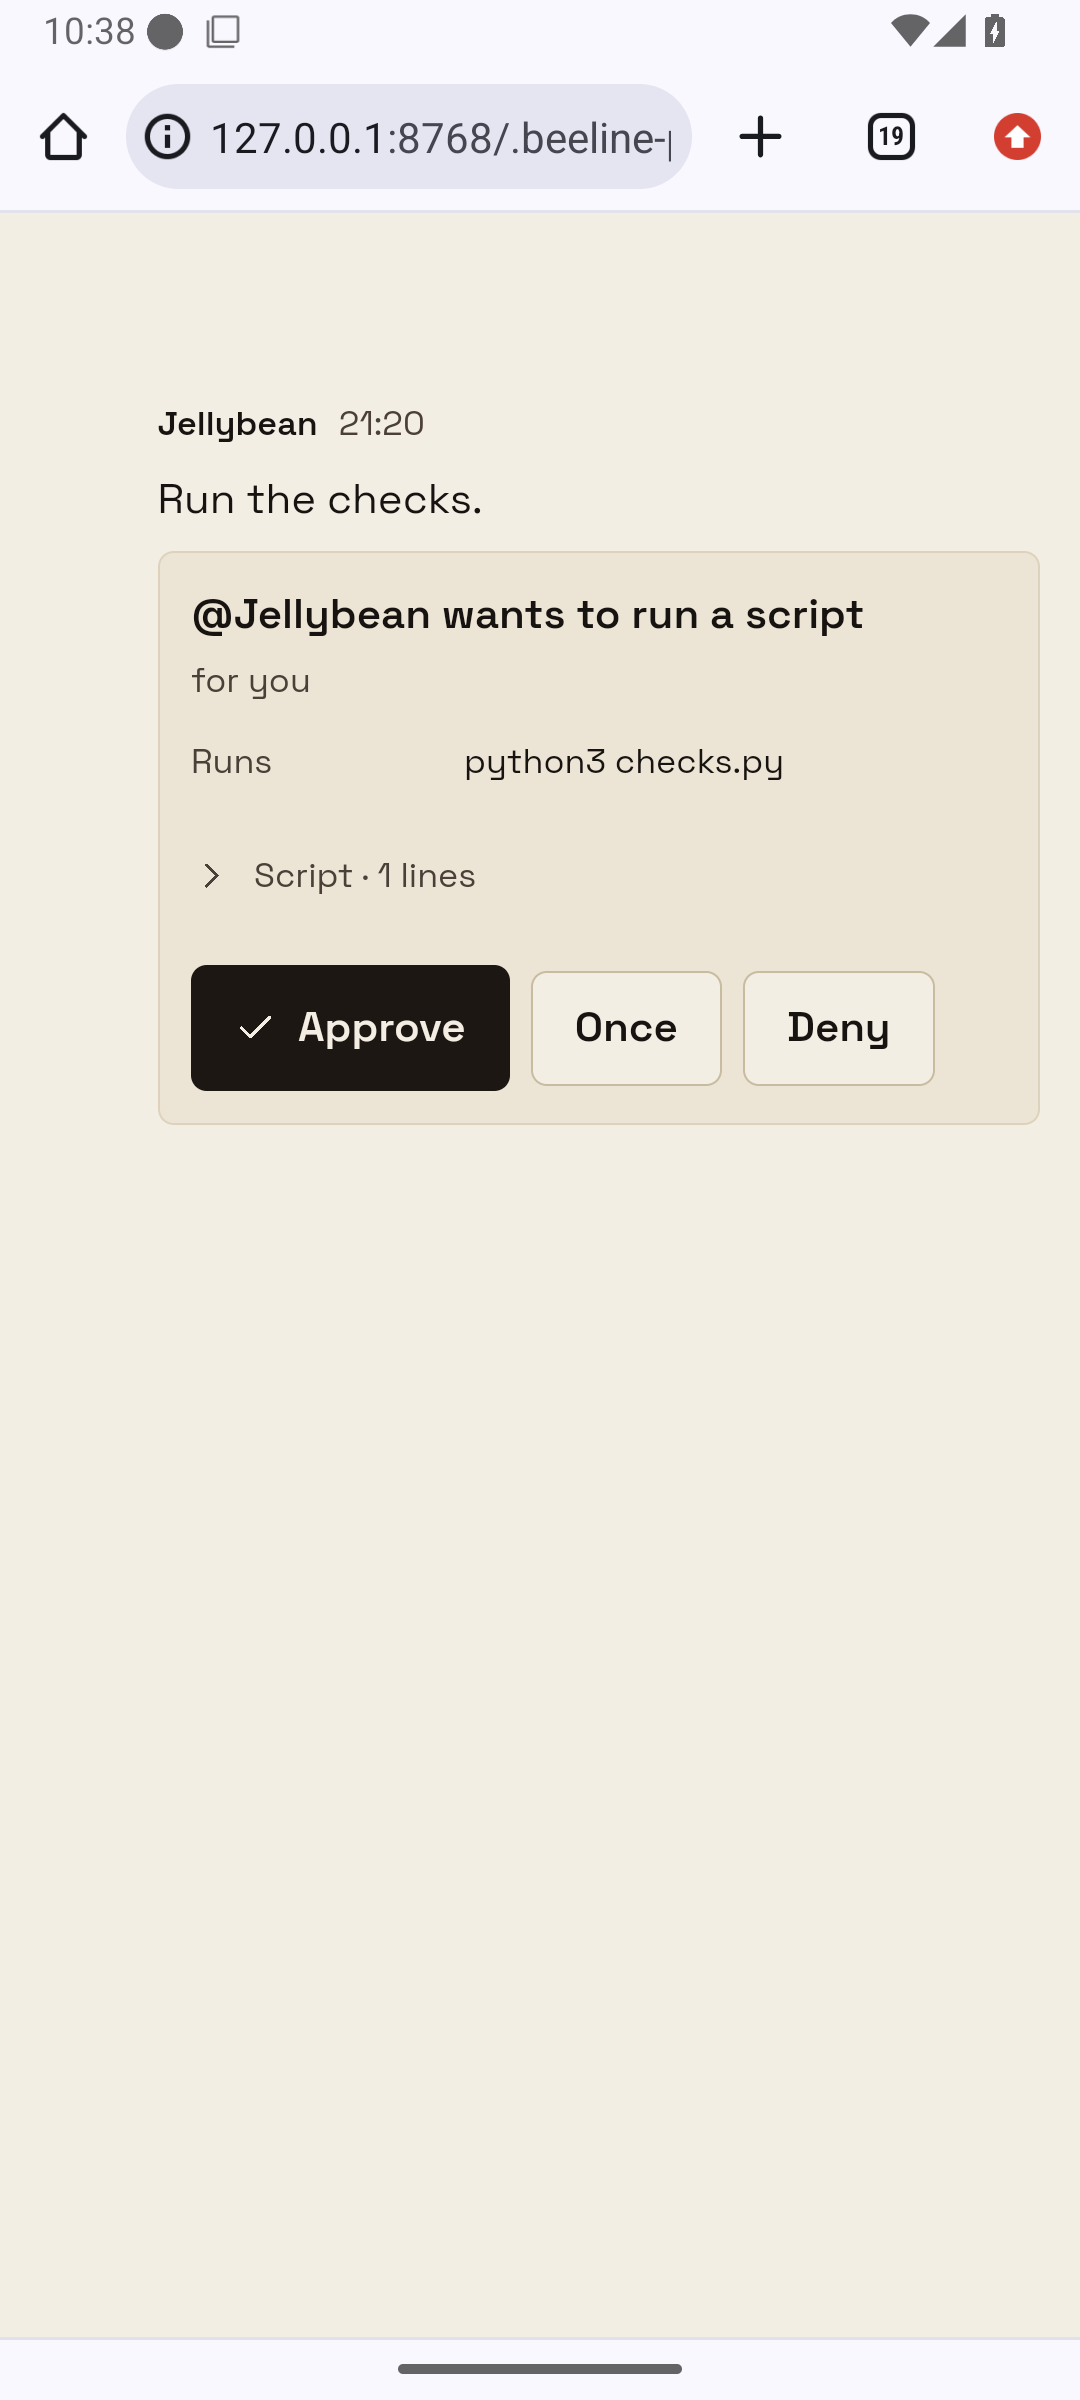 10:38
127.0.0.1:8768/.beeline-
19
Jellybean 21:20
Run the checks.
@Jellybean wants to run a script
for you
Runs python3 checks.py
Script · 1 lines
Approve Once Deny